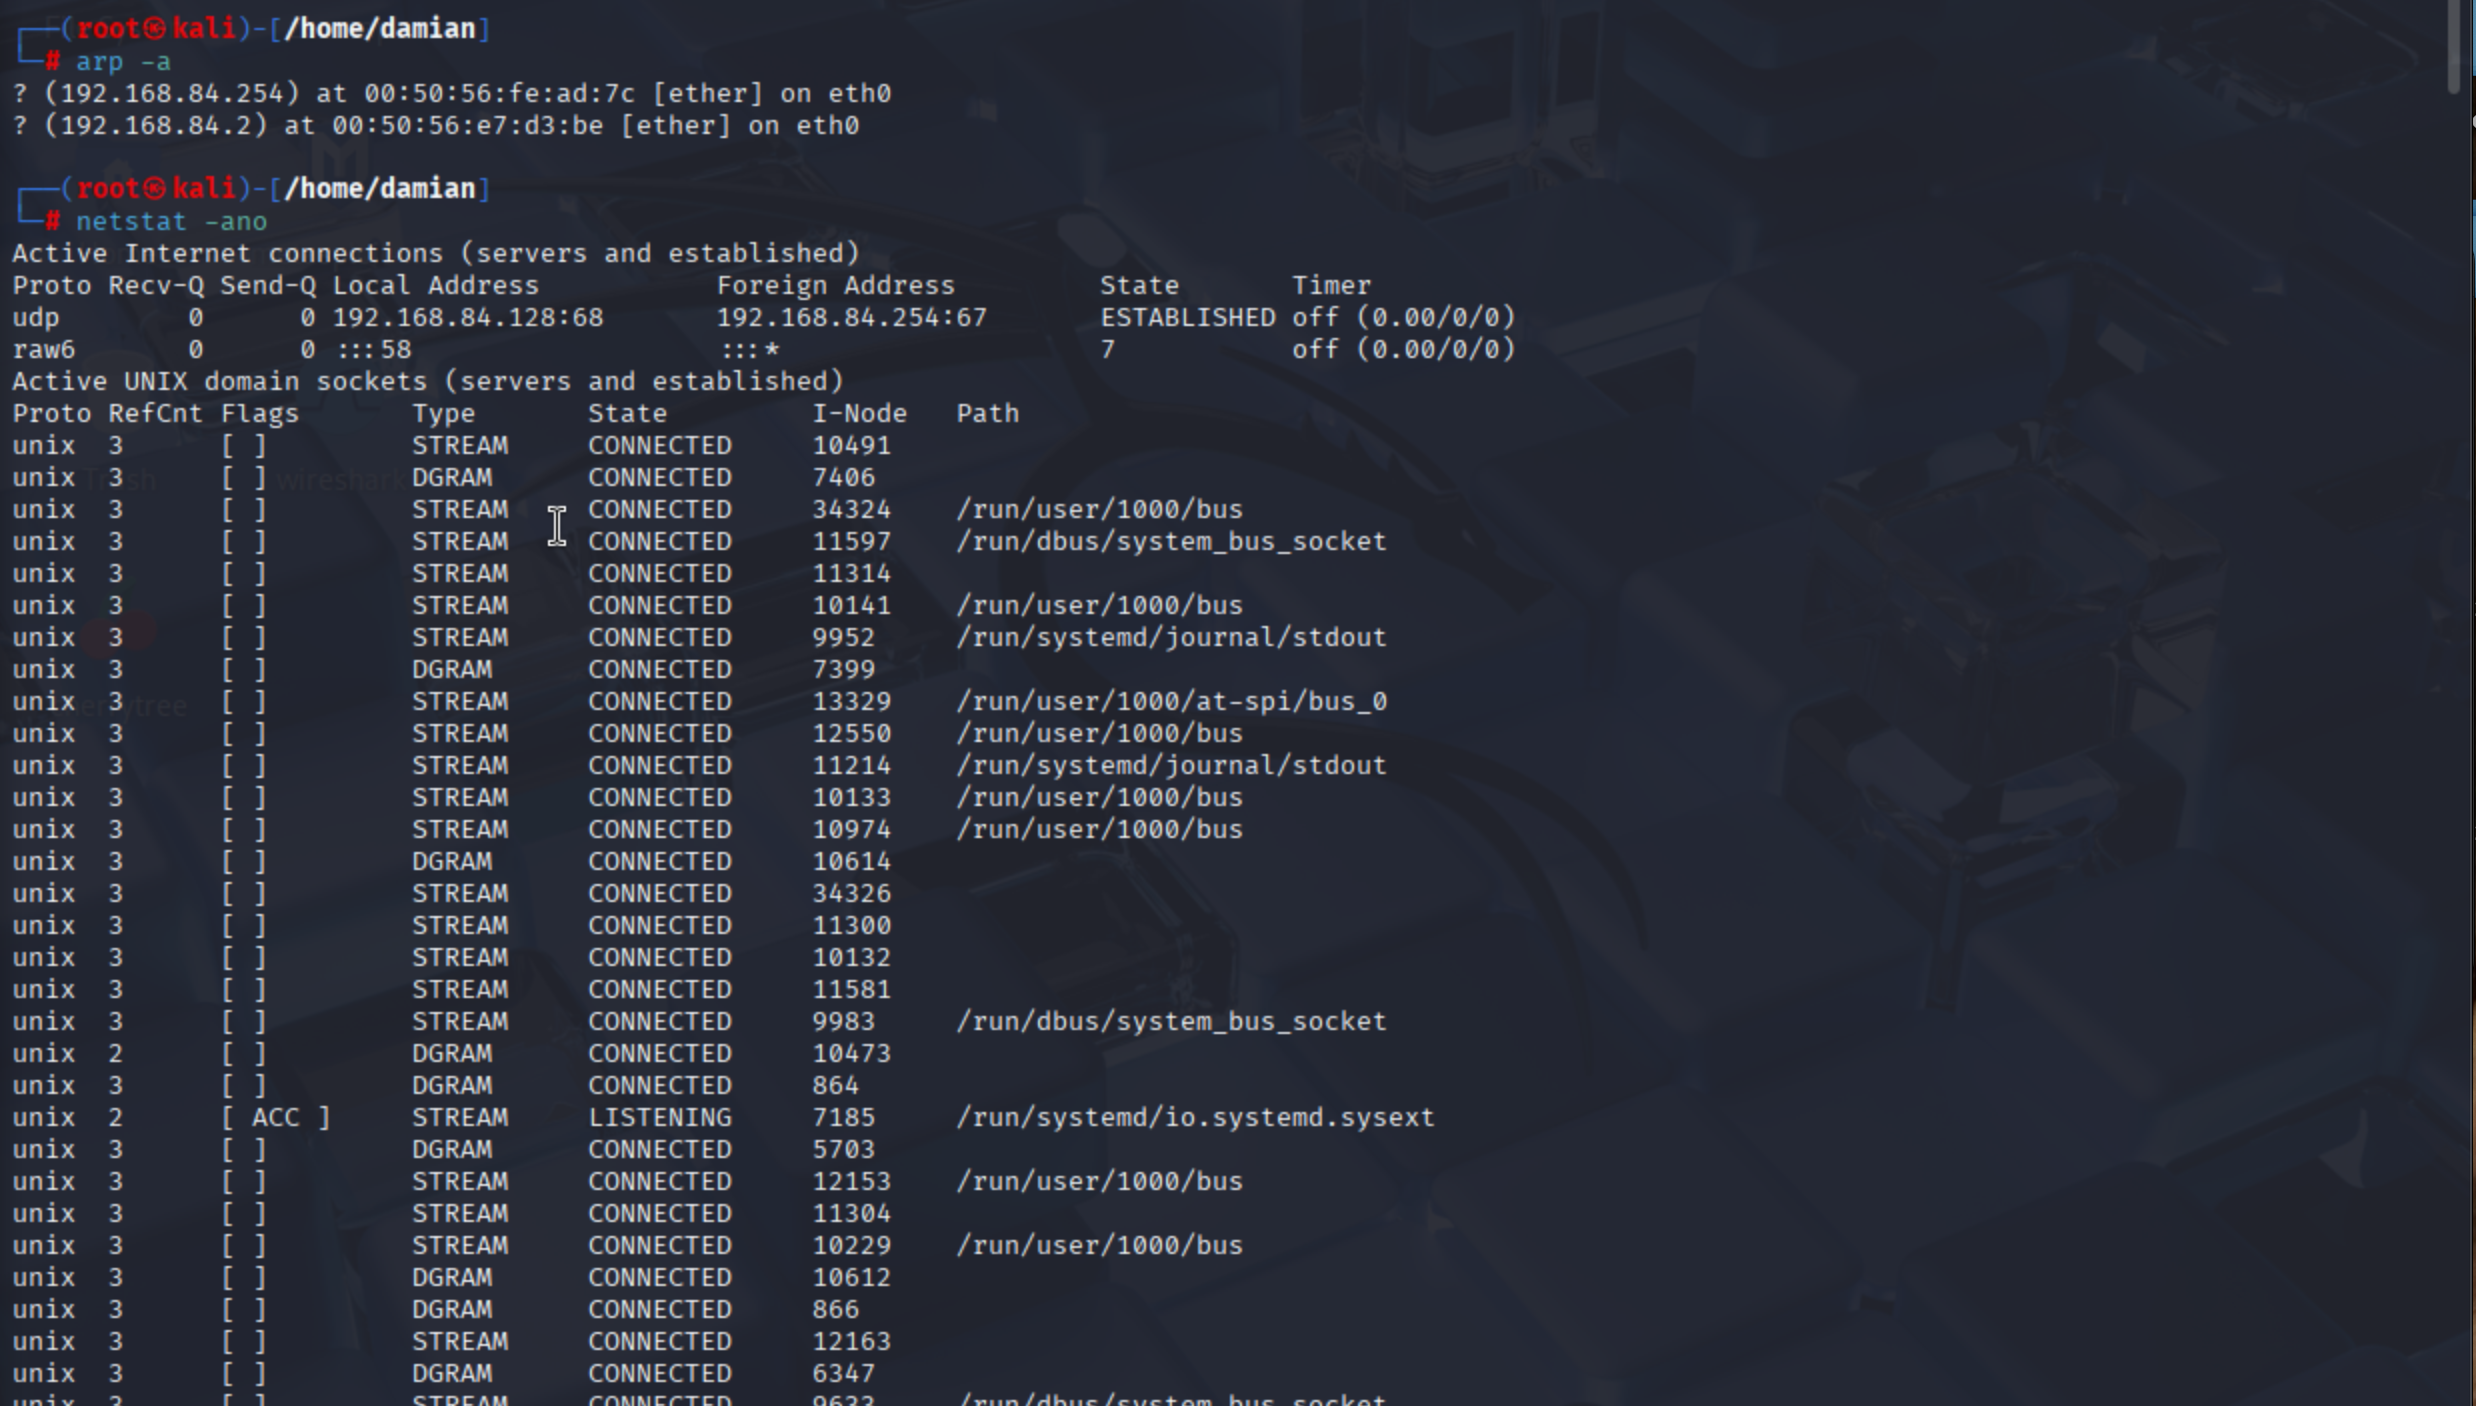 (root㉿kali)-[/home/damian]
# arp -a
? (192.168.84.254) at 00:50:56:fe:ad:7c [ether] on eth0
? (192.168.84.2) at 00:50:56:e7:d3:be [ether] on eth0
(root㉿kali)-[/home/damian]
# netstat -ano
Active Internet connections (servers and established)
Proto Recv-Q Send-Q Local Address           Foreign Address         State       Timer
udp        0      0 192.168.84.128:68       192.168.84.254:67       ESTABLISHED off (0.00/0/0)
raw6       0      0 :::58                   :::*                    7           off (0.00/0/0)
Active UNIX domain sockets (servers and established)
Proto RefCnt Flags       Type       State         I-Node   Path
unix  3      [ ]         STREAM     CONNECTED     10491
unix  3      [ ]         DGRAM      CONNECTED     7406
unix  3      [ ]         STREAM     CONNECTED     34324    /run/user/1000/bus
unix  3      [ ]         STREAM     CONNECTED     11597    /run/dbus/system_bus_socket
unix  3      [ ]         STREAM     CONNECTED     11314
unix  3      [ ]         STREAM     CONNECTED     10141    /run/user/1000/bus
unix  3      [ ]         STREAM     CONNECTED     9952     /run/systemd/journal/stdout
unix  3      [ ]         DGRAM      CONNECTED     7399
unix  3      [ ]         STREAM     CONNECTED     13329    /run/user/1000/at-spi/bus_0
unix  3      [ ]         STREAM     CONNECTED     12550    /run/user/1000/bus
unix  3      [ ]         STREAM     CONNECTED     11214    /run/systemd/journal/stdout
unix  3      [ ]         STREAM     CONNECTED     10133    /run/user/1000/bus
unix  3      [ ]         STREAM     CONNECTED     10974    /run/user/1000/bus
unix  3      [ ]         DGRAM      CONNECTED     10614
unix  3      [ ]         STREAM     CONNECTED     34326
unix  3      [ ]         STREAM     CONNECTED     11300
unix  3      [ ]         STREAM     CONNECTED     10132
unix  3      [ ]         STREAM     CONNECTED     11581
unix  3      [ ]         STREAM     CONNECTED     9983     /run/dbus/system_bus_socket
unix  2      [ ]         DGRAM      CONNECTED     10473
unix  3      [ ]         DGRAM      CONNECTED     864
unix  2      [ ACC ]     STREAM     LISTENING     7185     /run/systemd/io.systemd.sysext
unix  3      [ ]         DGRAM      CONNECTED     5703
unix  3      [ ]         STREAM     CONNECTED     12153    /run/user/1000/bus
unix  3      [ ]         STREAM     CONNECTED     11304
unix  3      [ ]         STREAM     CONNECTED     10229    /run/user/1000/bus
unix  3      [ ]         DGRAM      CONNECTED     10612
unix  3      [ ]         DGRAM      CONNECTED     866
unix  3      [ ]         STREAM     CONNECTED     12163
unix  3      [ ]         DGRAM      CONNECTED     6347
unix  3      [ ]         STREAM     CONNECTED     9633     /run/dbus/system_bus_socket